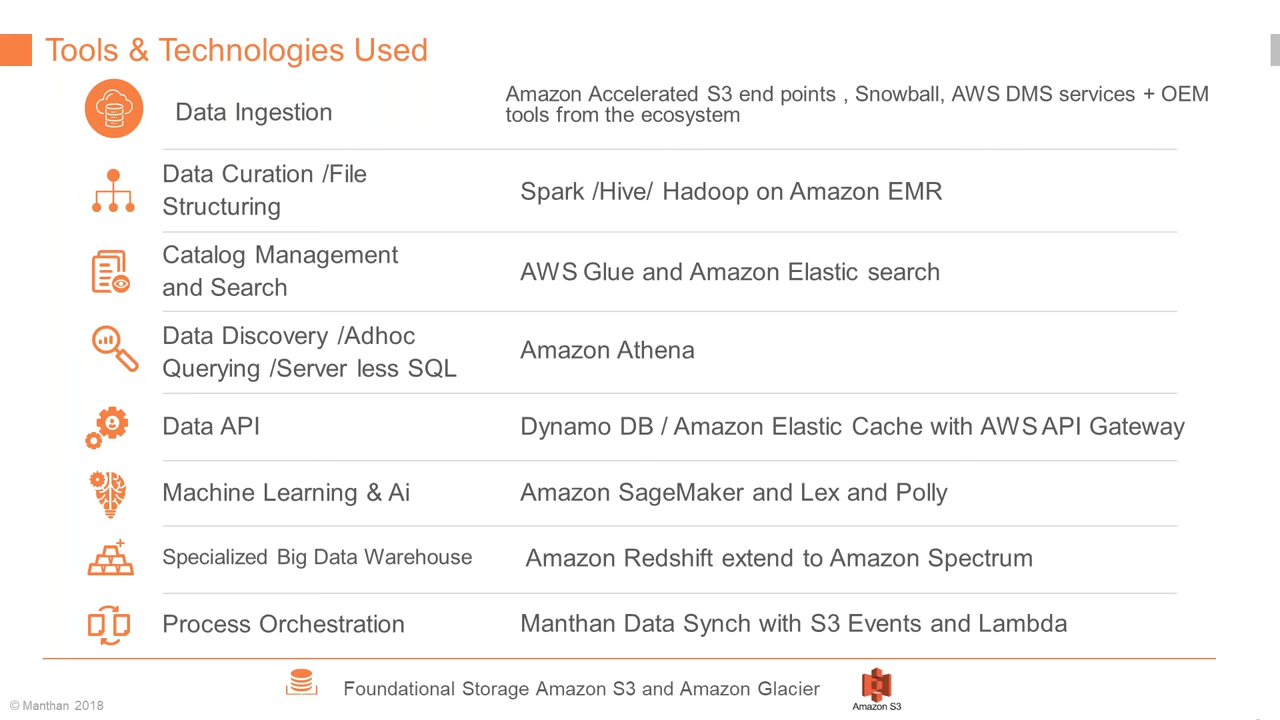 Tools & Technologies Used
Data Ingestion
Amazon Accelerated S3 end points , Snowball, AWS DMS services + OEM
tools from the ecosystem
Data Curation /File
Structuring
Spark /Hive/ Hadoop on Amazon EMR
Catalog Management
and Search
AWS Glue and Amazon Elastic search
Data Discovery /Adhoc
Querying /Server less SQL
Amazon Athena
Data API
Dynamo DB / Amazon Elastic Cache with AWS API Gateway
Machine Learning & Ai
Amazon SageMaker and Lex and Polly
Specialized Big Data Warehouse
Amazon Redshift extend to Amazon Spectrum
Process Orchestration
Manthan Data Synch with S3 Events and Lambda
Foundational Storage Amazon S3 and Amazon Glacier
Amazon S3
© Manthan 2018